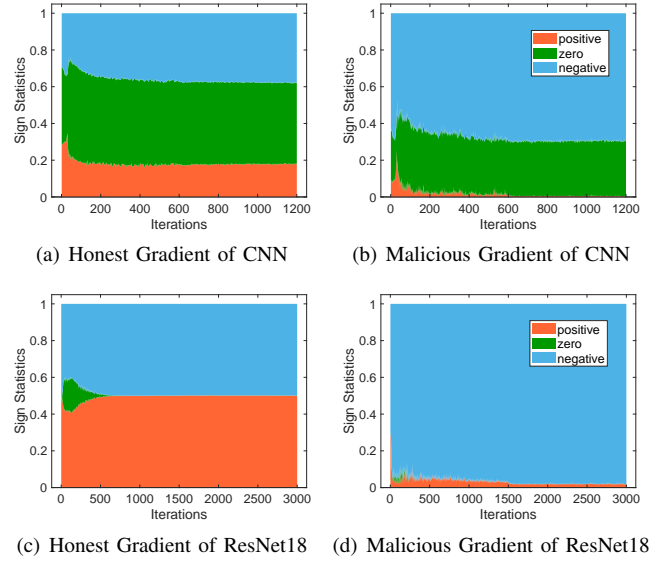 1
0.8
0.6
0.4
0.2
0
Sign Statistics
0 200 400 600 800 1000 1200
Iterations
(a) Honest Gradient of CNN
1
0.8
0.6
0.4
0.2
0
Sign Statistics
positive
zero
negative
0 200 400 600 800 1000 1200
Iterations
(b) Malicious Gradient of CNN
1
0.8
0.6
0.4
0.2
0
Sign Statistics
0 500 1000 1500 2000 2500 3000
Iterations
(c) Honest Gradient of ResNet18
1
0.8
0.6
0.4
0.2
0
Sign Statistics
positive
zero
negative
0 500 1000 1500 2000 2500 3000
Iterations
(d) Malicious Gradient of ResNet18